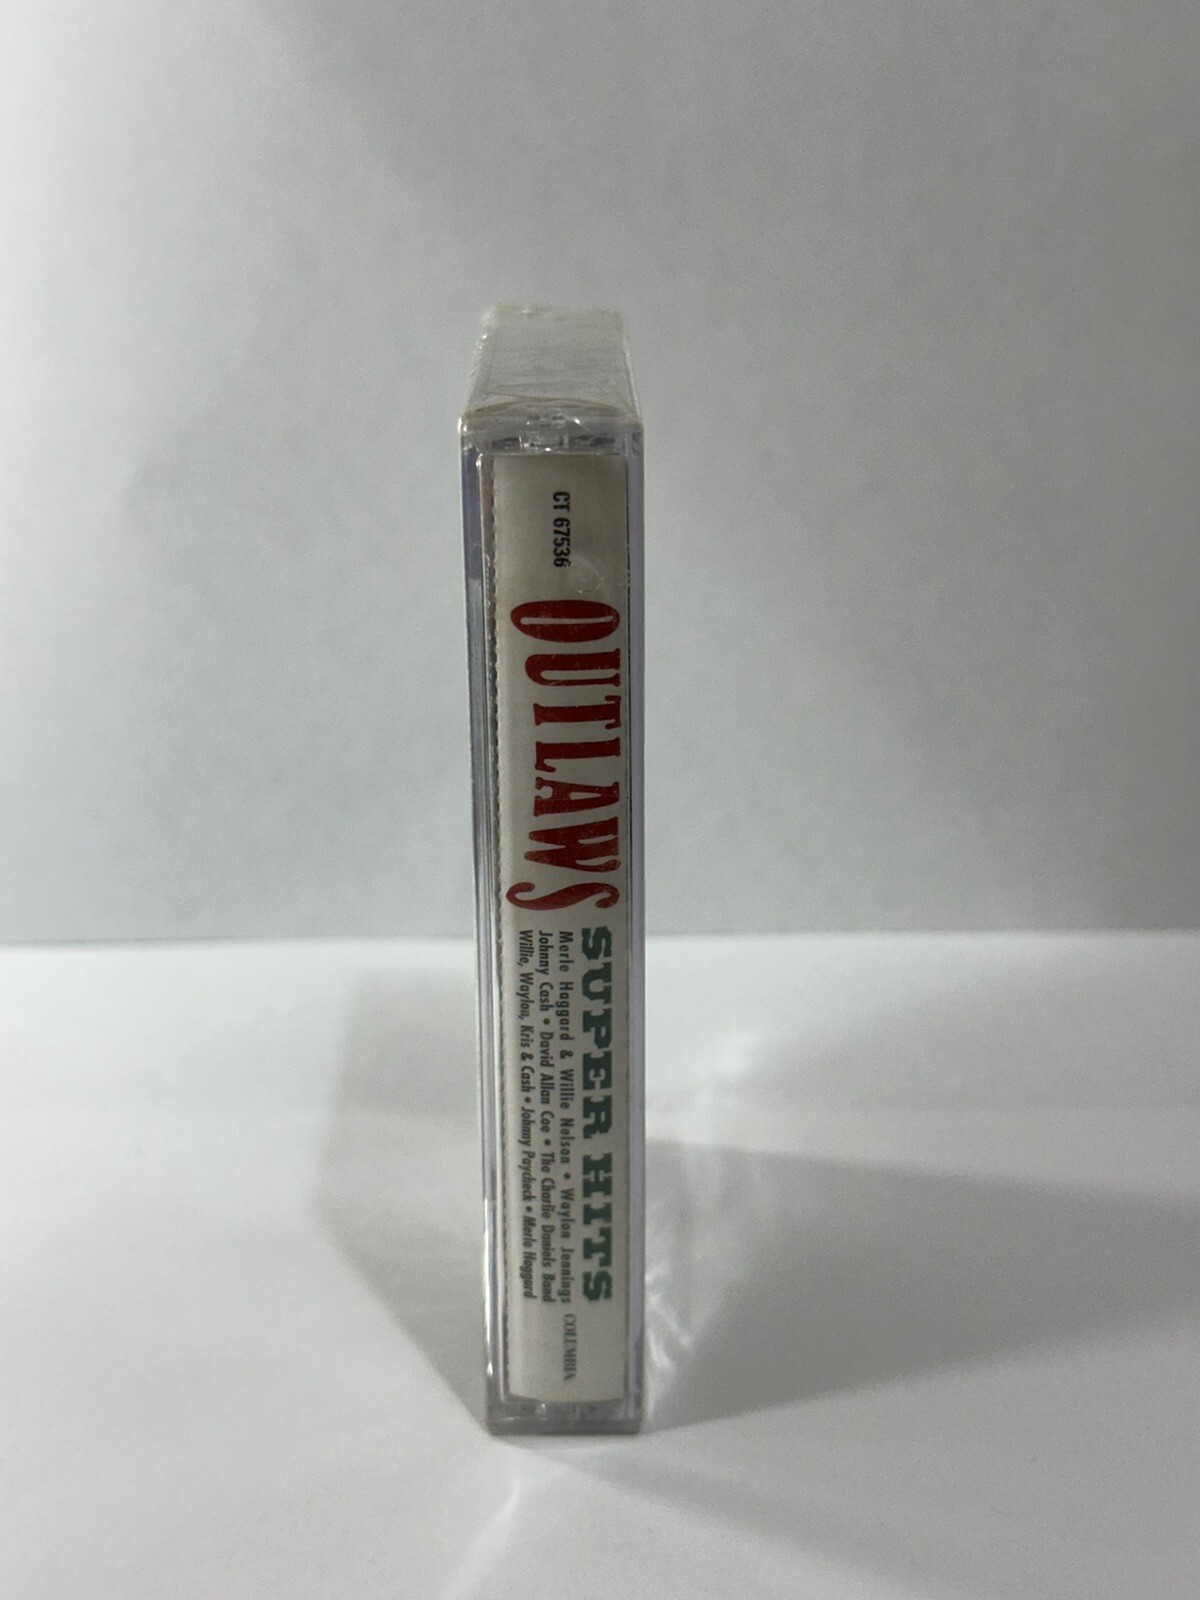 CT 67536
OUTLAWS
SUPER HITS
Merle Haggard & Willie Nelson • Waylon Jennings
Johnny Cash • David Allan Coe • The Charlie Daniels Band
Willie, Waylon, Kris & Cash • Johnny Paycheck • Merle Haggard
COLUMBIA